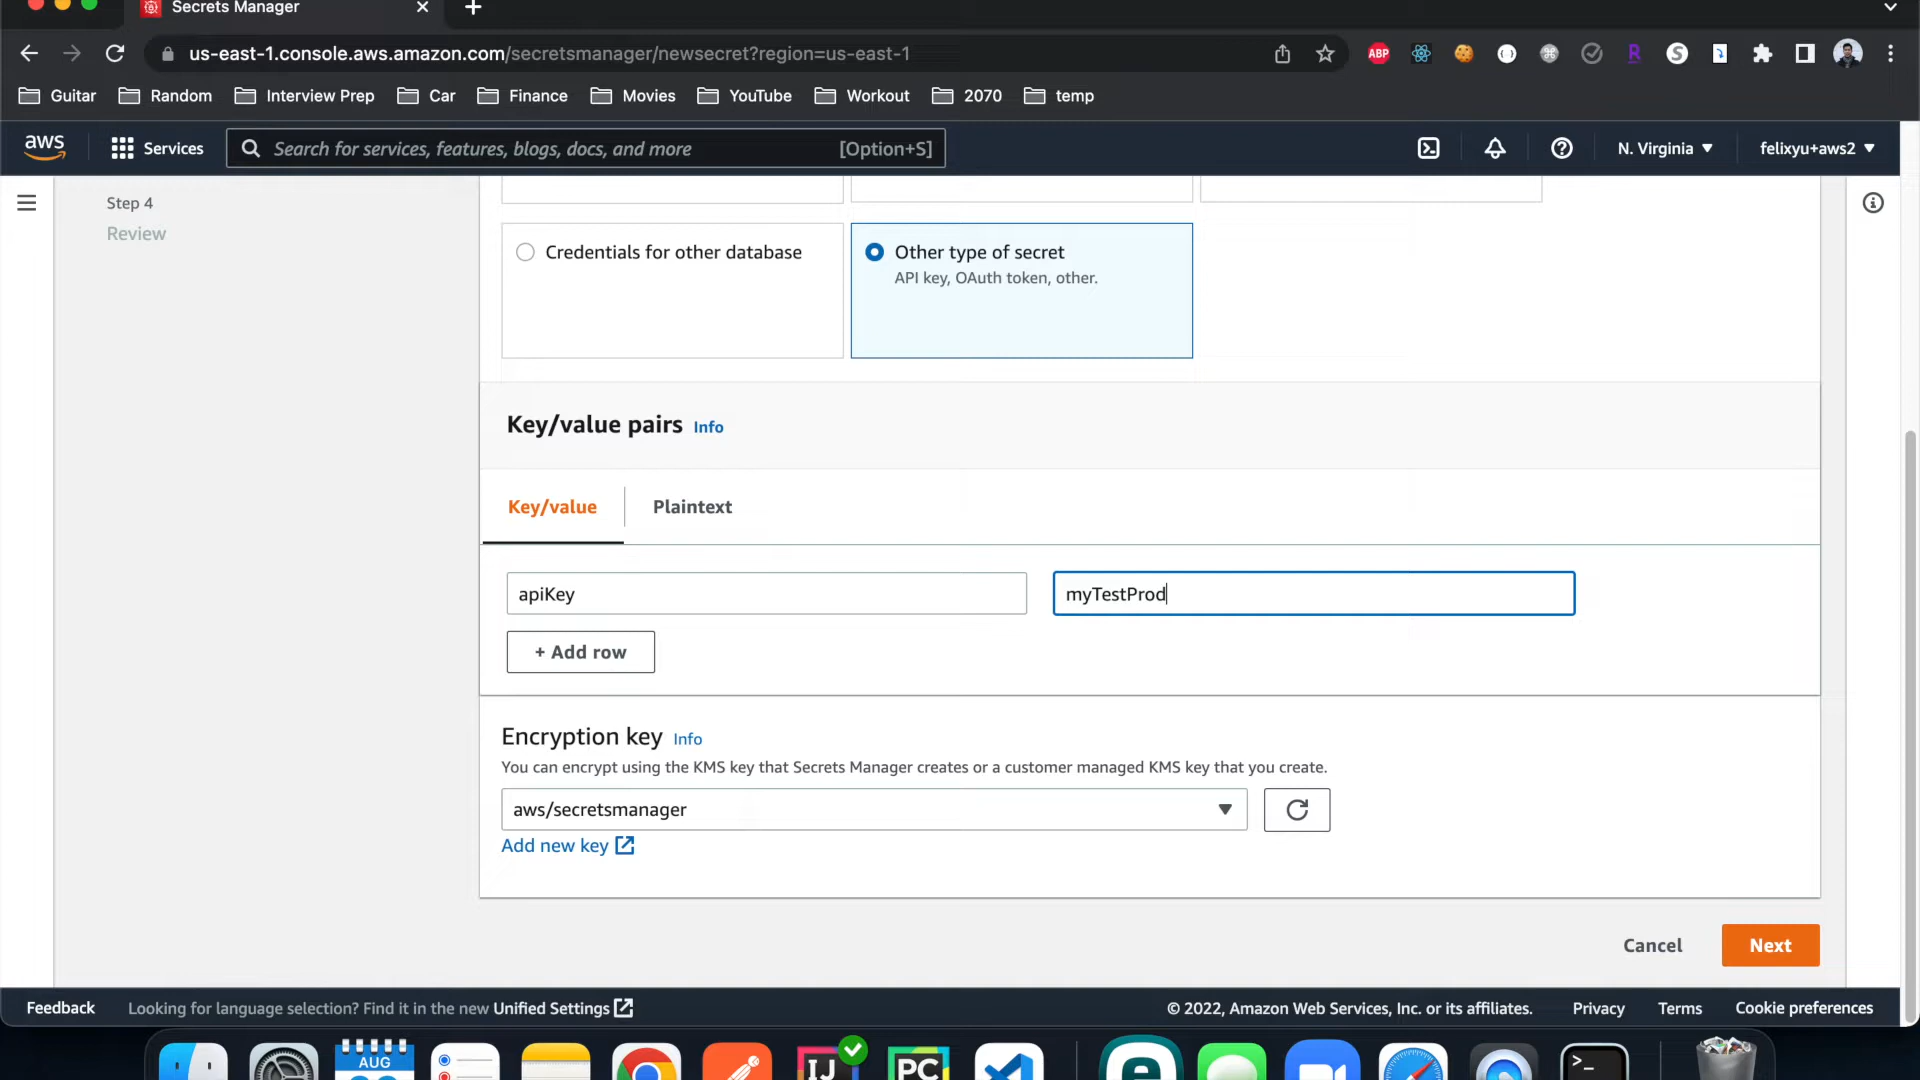 Secrets Manager
us-east-1.console.aws.amazon.com/secretsmanager/newsecret?region=us-east-1
ABP
R
S
Guitar
Random
Interview Prep
Car
Finance
Movies
YouTube
Workout
2070
temp
aws
Services
Search for services, features, blogs, docs, and more
[Option+S]
N. Virginia
felixyu+aws2
Step 4
Review
Credentials for other database
Other type of secret
API key, OAuth token, other.
Key/value pairs Info
Key/value
Plaintext
apiKey
myTestProd
+ Add row
Encryption key Info
You can encrypt using the KMS key that Secrets Manager creates or a customer managed KMS key that you create.
aws/secretsmanager
Add new key
Cancel
Next
Feedback
Looking for language selection? Find it in the new Unified Settings
© 2022, Amazon Web Services, Inc. or its affiliates.
Privacy
Terms
Cookie preferences
AUG
IJ
PC